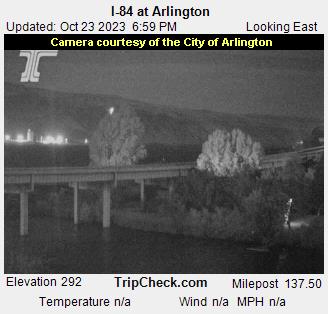 I-84 at Arlington
Updated: Oct 23 2023 6:59 PM Looking East
Camera courtesy of the City of Arlington
Elevation 292 TripCheck.com Milepost 137.50
Temperature n/a Wind n/a MPH n/a